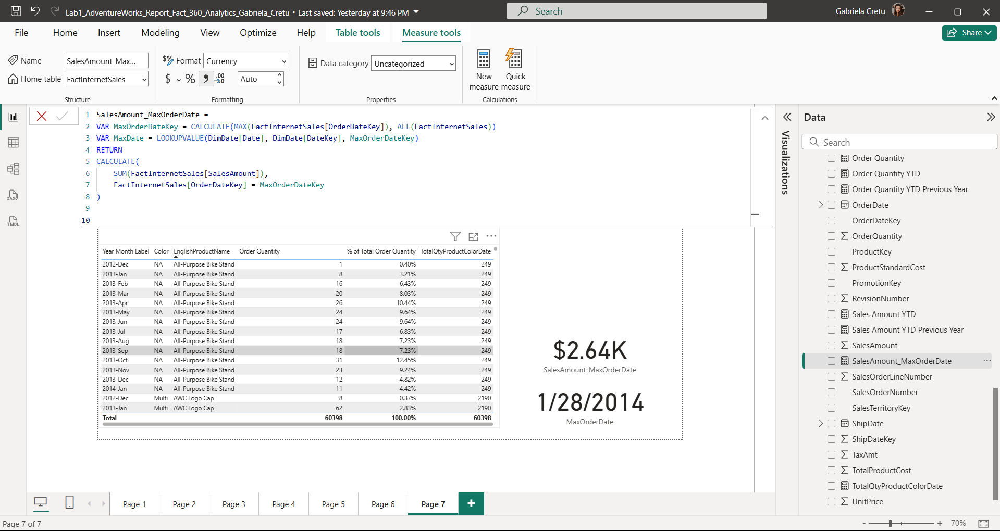 Lab1_AdventureWorks_Report_Fact_360_Analytics_Gabriela_Cretu • Last saved: Yesterday at 9:46 PM
Search
Gabriela Cretu
File Home Insert Modeling View Optimize Help Table tools Measure tools
Share
Name SalesAmount_Max...
Home table FactInternetSales
Structure
$% Format Currency
$ % , .00 →0 Auto
Formatting
Data category Uncategorized
Properties
New measure
Quick measure
Calculations
1 SalesAmount_MaxOrderDate =
2 VAR MaxOrderDateKey = CALCULATE(MAX(FactInternetSales[OrderDateKey]), ALL(FactInternetSales))
3 VAR MaxDate = LOOKUPVALUE(DimDate[Date], DimDate[DateKey], MaxOrderDateKey)
4 RETURN
5 CALCULATE(
6 SUM(FactInternetSales[SalesAmount]),
7 FactInternetSales[OrderDateKey] = MaxOrderDateKey
8 )
9
10
DAX
TMDL
Year Month Label Color EnglishProductName Order Quantity % of Total Order Quantity TotalQtyProductColorDate
2012-Dec NA All-Purpose Bike Stand 1 0.40% 249
2013-Jan NA All-Purpose Bike Stand 8 3.21% 249
2013-Feb NA All-Purpose Bike Stand 16 6.43% 249
2013-Mar NA All-Purpose Bike Stand 20 8.03% 249
2013-Apr NA All-Purpose Bike Stand 26 10.44% 249
2013-May NA All-Purpose Bike Stand 24 9.64% 249
2013-Jun NA All-Purpose Bike Stand 24 9.64% 249
2013-Jul NA All-Purpose Bike Stand 17 6.83% 249
2013-Aug NA All-Purpose Bike Stand 18 7.23% 249
2013-Sep NA All-Purpose Bike Stand 18 7.23% 249
2013-Oct NA All-Purpose Bike Stand 31 12.45% 249
2013-Nov NA All-Purpose Bike Stand 23 9.24% 249
2013-Dec NA All-Purpose Bike Stand 12 4.82% 249
2014-Jan NA All-Purpose Bike Stand 11 4.42% 249
2012-Dec Multi AWC Logo Cap 8 0.37% 2190
2013-Jan Multi AWC Logo Cap 62 2.83% 2190
Total 60398 100.00% 60398
$2.64K
SalesAmount_MaxOrderDate
1/28/2014
MaxOrderDate
Visualizations
Data
Search
Order Quantity
Order Quantity YTD
Order Quantity YTD Previous Year
OrderDate
OrderDateKey
OrderQuantity
ProductKey
ProductStandardCost
PromotionKey
RevisionNumber
Sales Amount YTD
Sales Amount YTD Previous Year
SalesAmount
SalesAmount_MaxOrderDate
SalesOrderLineNumber
SalesOrderNumber
SalesTerritoryKey
ShipDate
ShipDateKey
TaxAmt
TotalProductCost
TotalQtyProductColorDate
UnitPrice
Page 1 Page 2 Page 3 Page 4 Page 5 Page 6 Page 7 +
Page 7 of 7
- + 70%